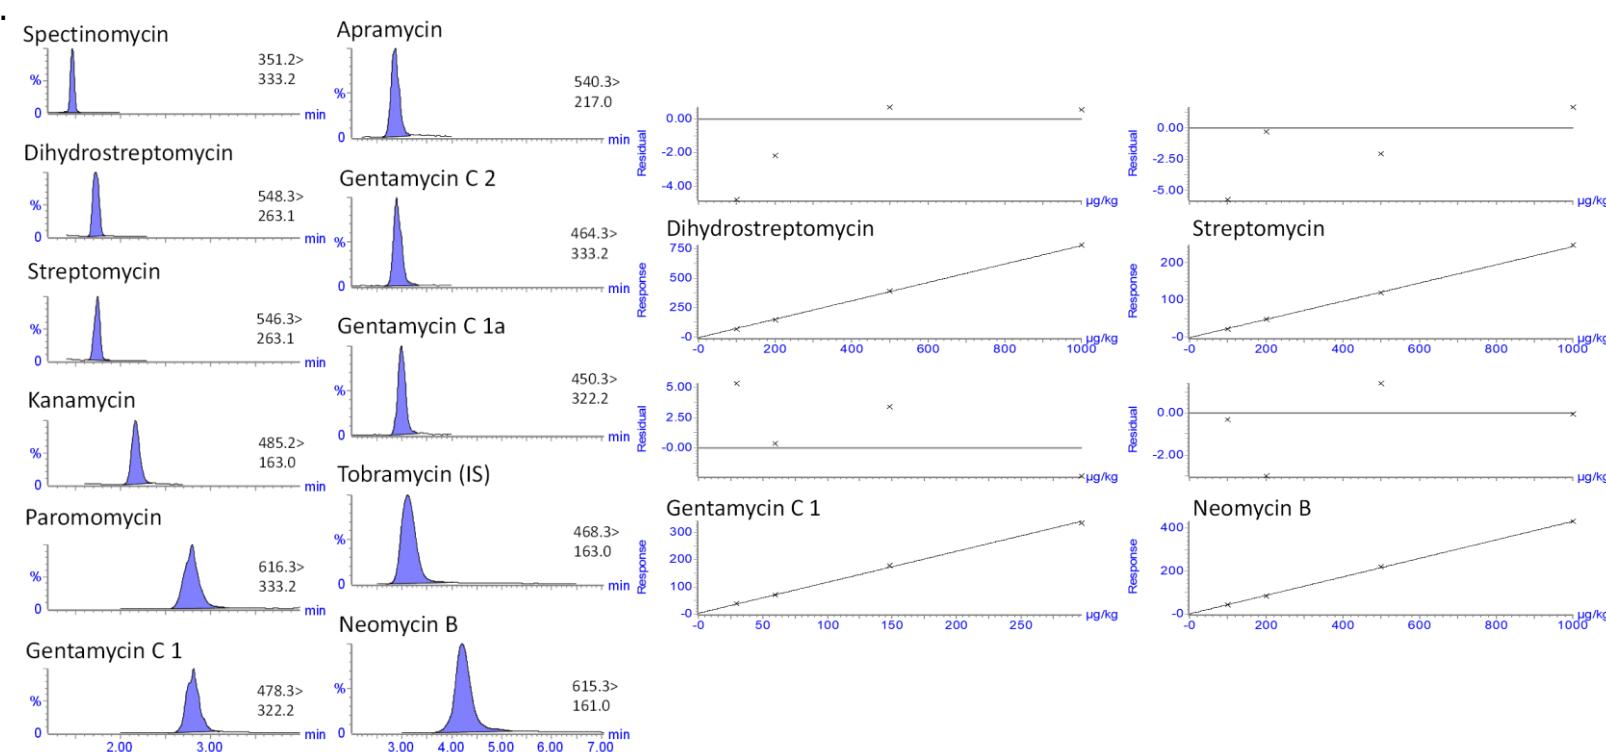 .
Spectinomycin
351.2>
333.2
%
0
min
Dihydrostreptomycin
548.3>
263.1
%
0
min
Streptomycin
546.3>
263.1
%
0
min
Kanamycin
485.2>
163.0
%
0
min
Paromomycin
616.3>
333.2
%
0
min
Gentamycin C 1
478.3>
322.2
%
0
min
2.00 3.00
Apramycin
540.3>
217.0
%
0
min
Gentamycin C 2
464.3>
333.2
%
0
min
Gentamycin C 1a
450.3>
322.2
%
0
min
Tobramycin (IS)
468.3>
163.0
%
0
min
Neomycin B
615.3>
161.0
%
0
min
3.00 4.00 5.00 6.00 7.00
Residual
0.00
-2.00
-4.00
µg/kg
Dihydrostreptomycin
Response
750
500
250
-0
µg/kg
-0 200 400 600 800 1000
Residual
0.00
-2.50
-5.00
µg/kg
Streptomycin
Response
200
100
-0
µg/kg
-0 200 400 600 800 1000
Residual
5.00
2.50
-0.00
µg/kg
Gentamycin C 1
Response
300
200
100
-0
µg/kg
-0 50 100 150 200 250
Residual
0.00
-2.00
µg/kg
Neomycin B
Response
400
200
-0
µg/kg
-0 200 400 600 800 1000